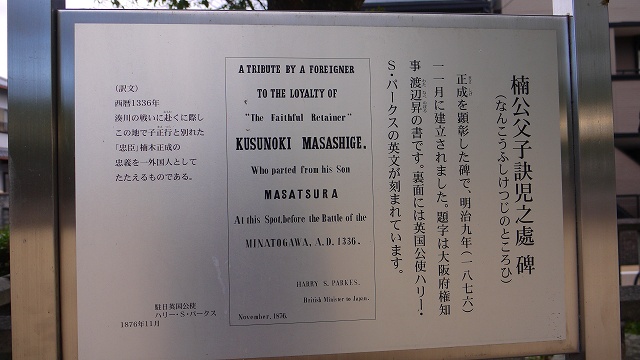 楠公父子訣児之處 碑
（なんこうふしけつじのところひ）
正成を顕彰した碑で、明治九年（一八七六）
一一月に建立されました。題字は大阪府権知
事 渡辺昇の書です。裏面には英国公使ハリー・
S・パークスの英文が刻まれています。
A TRIBUTE BY A FOREIGNER
TO THE LOYALTY OF
"The Faithful Retainer"
KUSUNOKI MASASHIGE.
Who parted from his Son
MASATSURA
At this Spot,before the Battle of the
MINATOGAWA, A.D. 1336.
HARRY S. PARKES.
British Minister to Japan.
November, 1876.
（訳文）
西暦1336年
湊川の戦いに赴くに際し
この地で子正行と別れた
「忠臣」楠木正成の
忠義を一外国人として
たたえるものである。
駐日英国公使
ハリー・S・パークス
1876年11月